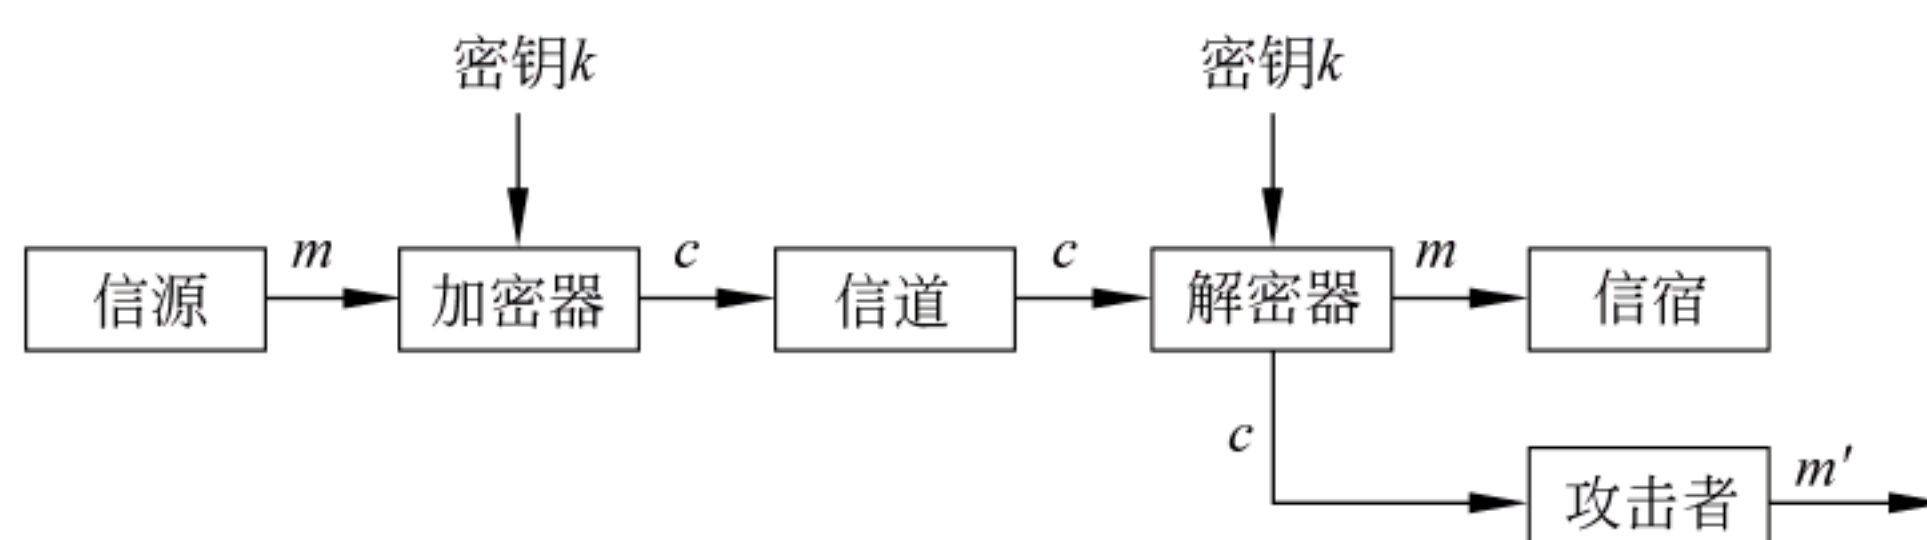 密钥k 密钥k
信源 m 加密器 c 信道 c 解密器 m 信宿
c 攻击者 m′